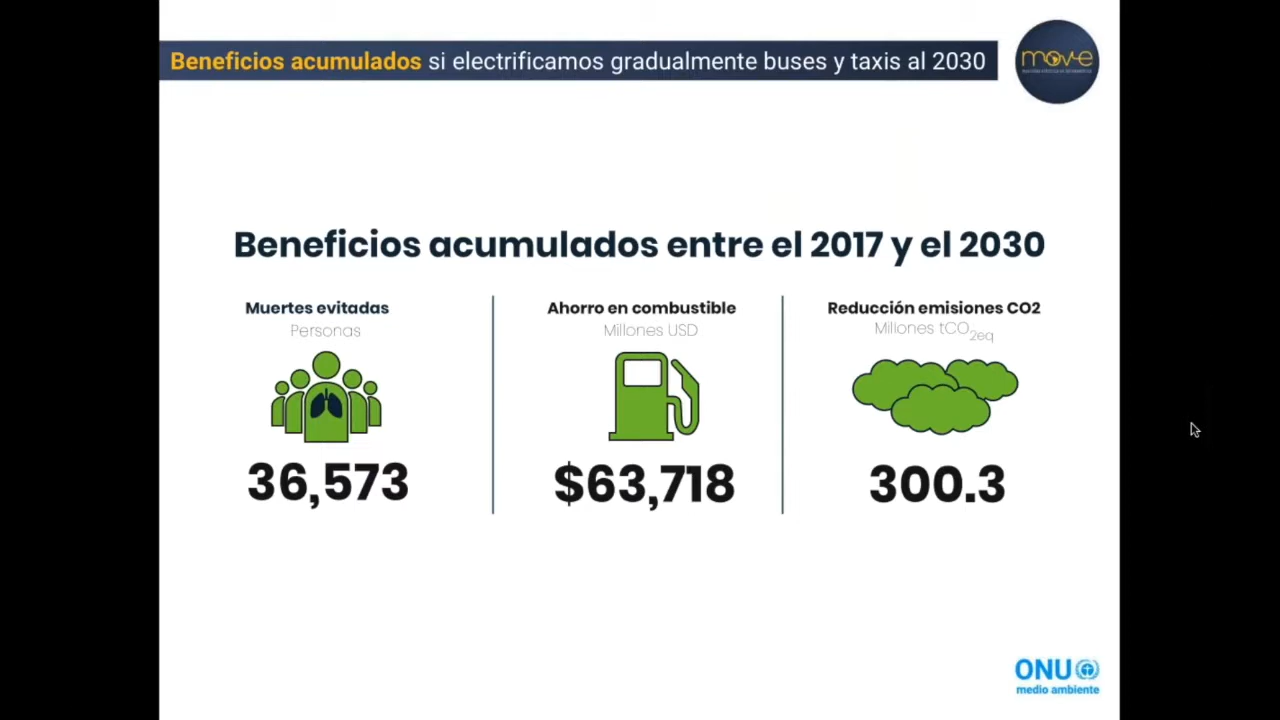 Beneficios acumulados si electrificamos gradualmente buses y taxis al 2030
move
Beneficios acumulados entre el 2017 y el 2030
Muertes evitadas
Personas
36,573
Ahorro en combustible
Millones USD
$63,718
Reducción emisiones CO2
Millones tCO2eq
300.3
ONU
medio ambiente